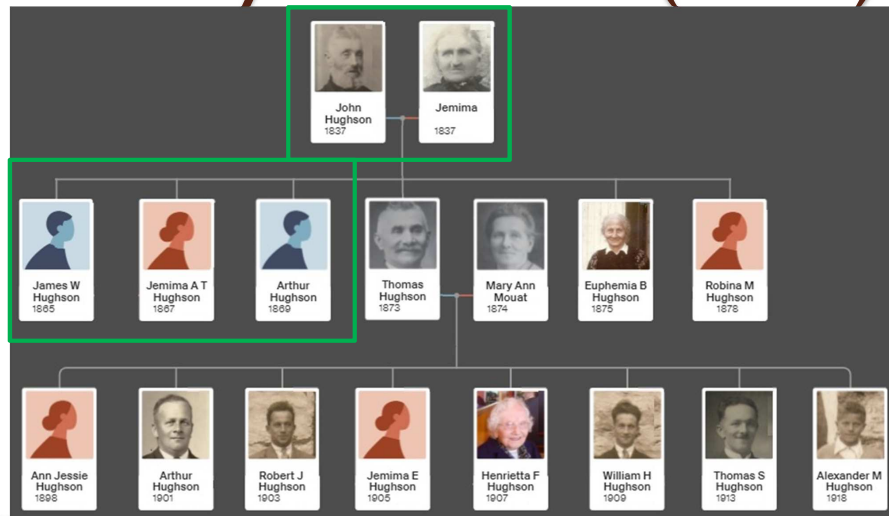 John
Hughson
1837
Jemima
1837
James W
Hughson
1865
Jemima A T
Hughson
1867
Arthur
Hughson
1869
Thomas
Hughson
1873
Mary Ann
Mouat
1874
Euphemia B
Hughson
1875
Robina M
Hughson
1878
Ann Jessie
Hughson
1898
Arthur
Hughson
1901
Robert J
Hughson
1903
Jemima E
Hughson
1905
Henrietta F
Hughson
1907
William H
Hughson
1909
Thomas S
Hughson
1913
Alexander M
Hughson
1918